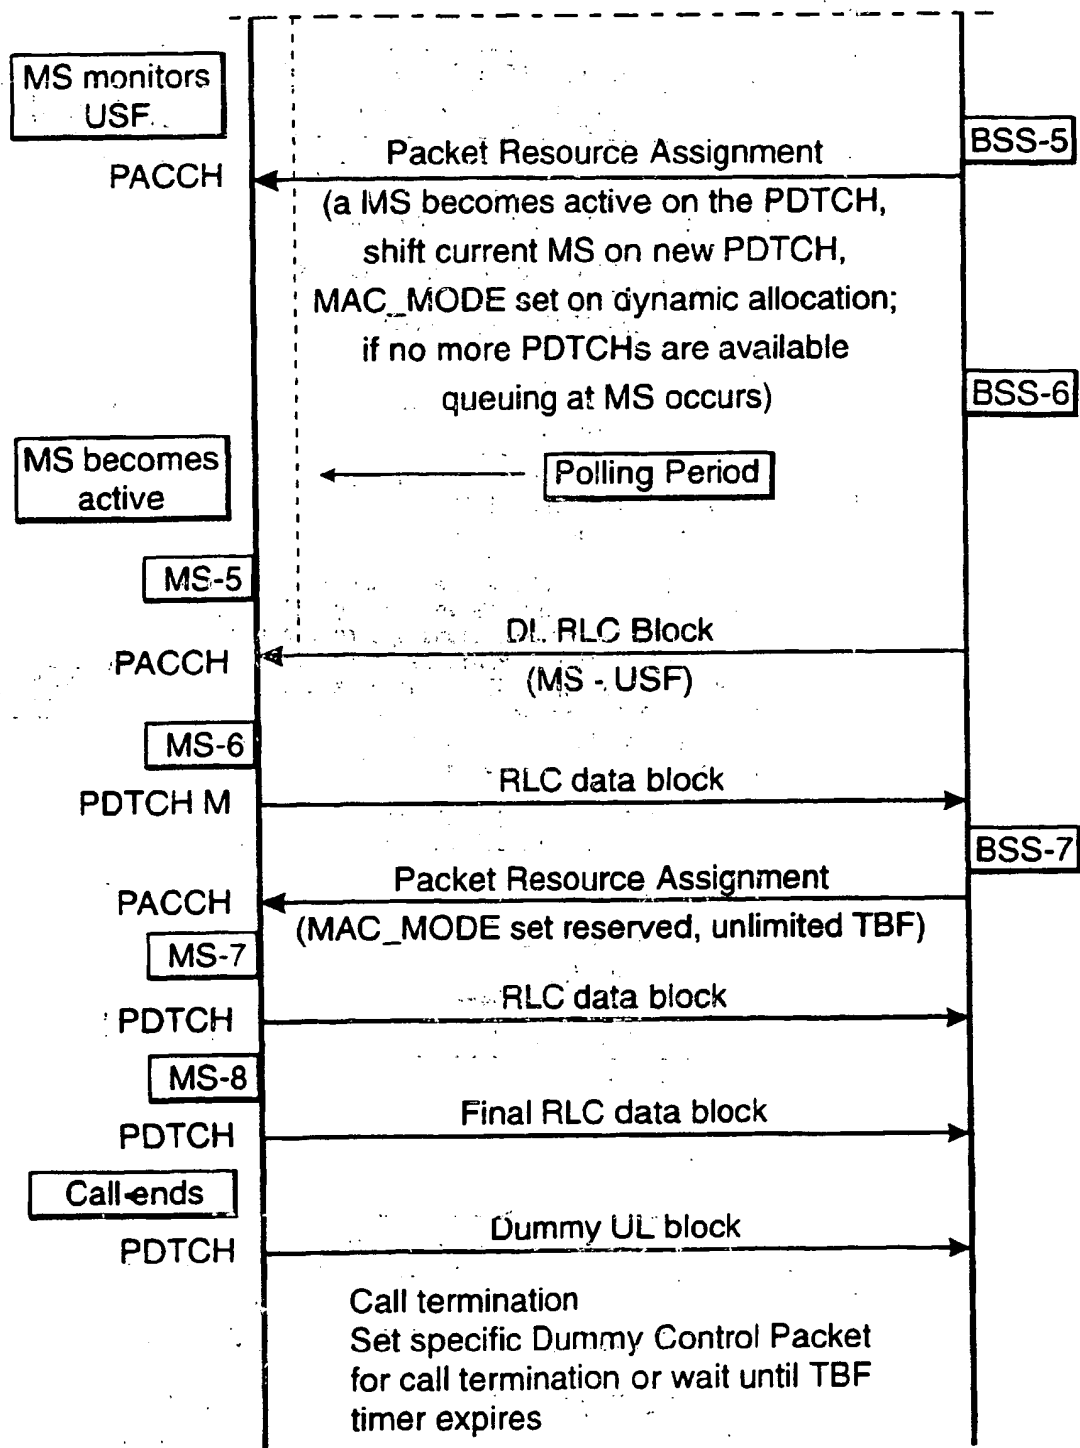 MS monitors
USF
BSS-5
Packet Resource Assignment
PACCH
(a MS becomes active on the PDTCH,
shift current MS on new PDTCH,
MAC_MODE set on dynamic allocation;
if no more PDTCHs are available
queuing at MS occurs)
BSS-6
MS becomes
active
Polling Period
MS-5
DL RLC Block
PACCH
(MS - USF)
MS-6
RLC data block
PDTCH M
BSS-7
Packet Resource Assignment
PACCH
(MAC_MODE set reserved, unlimited TBF)
MS-7
RLC data block
PDTCH
MS-8
Final RLC data block
PDTCH
Call ends
Dummy UL block
PDTCH
Call termination
Set specific Dummy Control Packet
for call termination or wait until TBF
timer expires